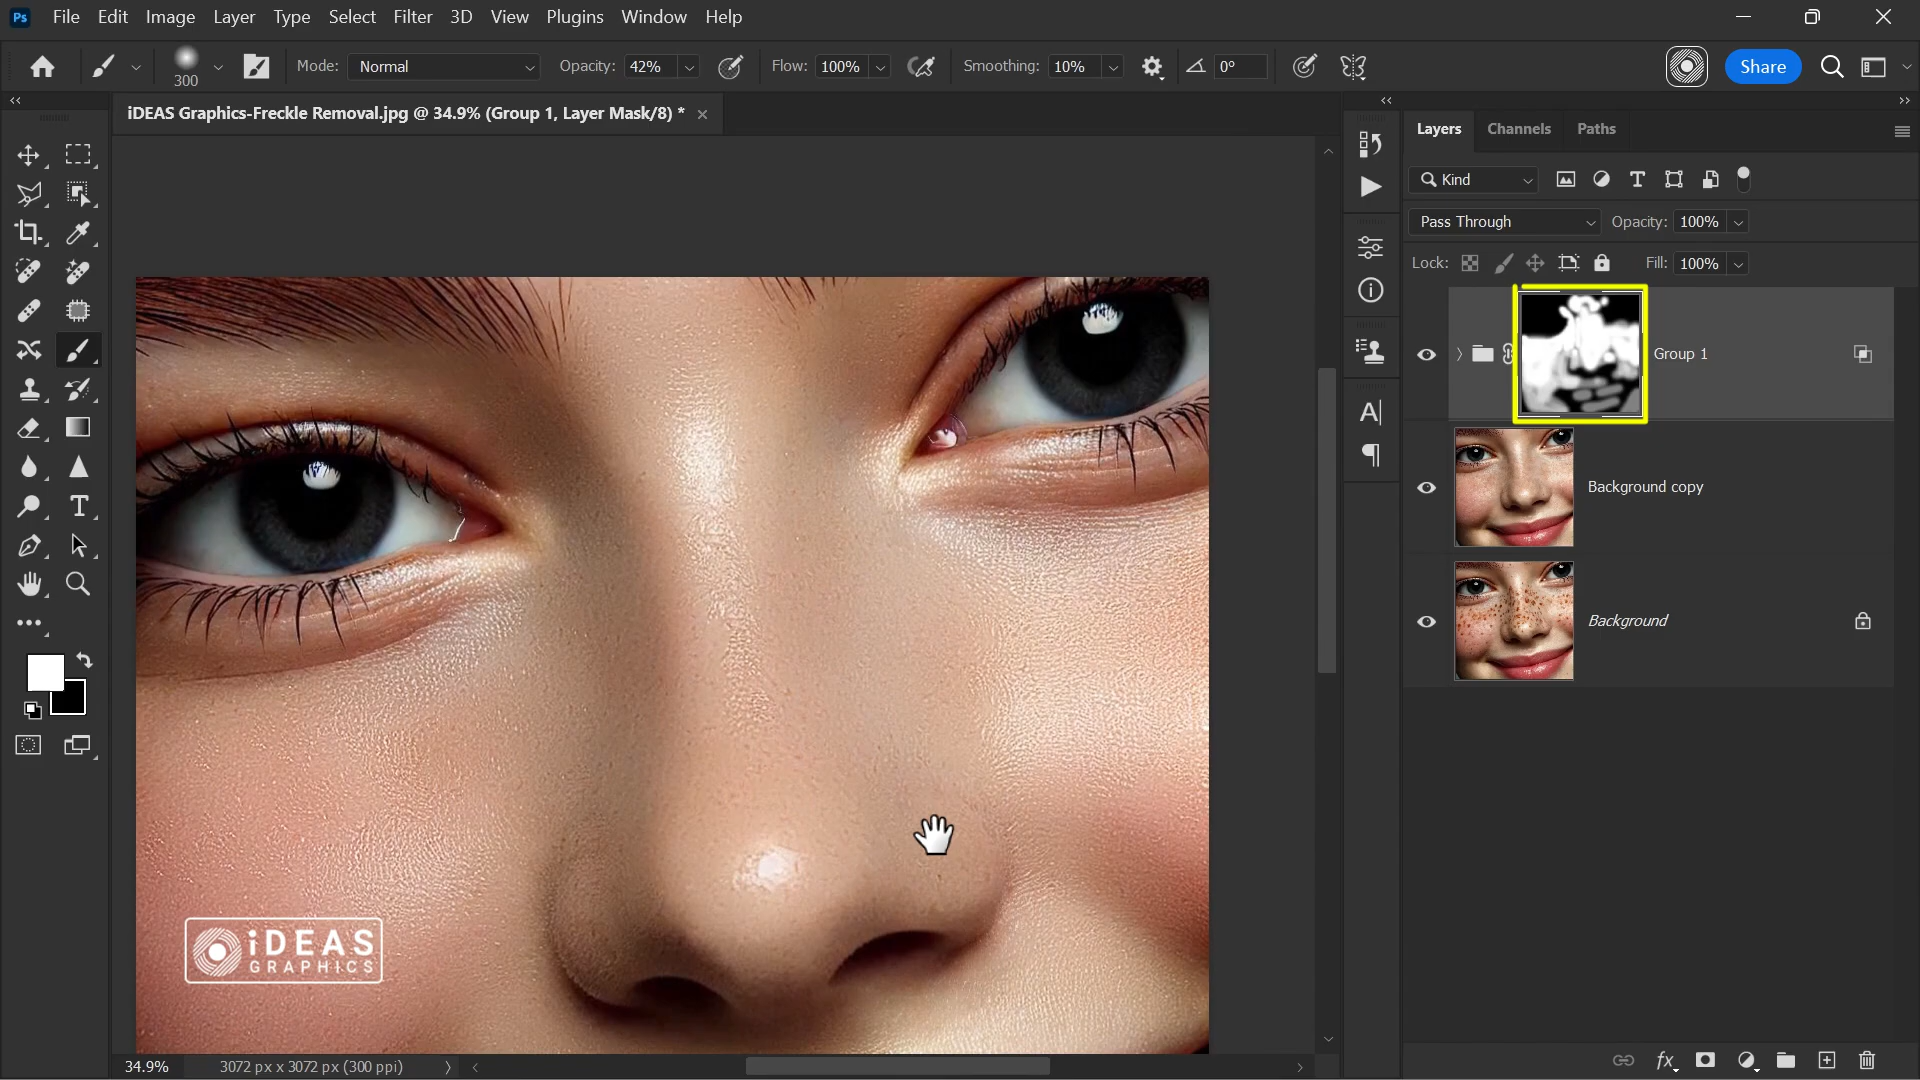 Ps File Edit Image Layer Type Select Filter 3D View Plugins Window Help
300 Mode: Normal Opacity: 42% Flow: 100% Smoothing: 10% 0° Share
iDEAS Graphics-Freckle Removal.jpg @ 34.9% (Group 1, Layer Mask/8) *
Layers Channels Paths
Kind
Pass Through Opacity: 100%
Lock: Fill: 100%
Group 1
Background copy
Background
iDEAS
GRAPHICS
34.9% 3072 px x 3072 px (300 ppi)